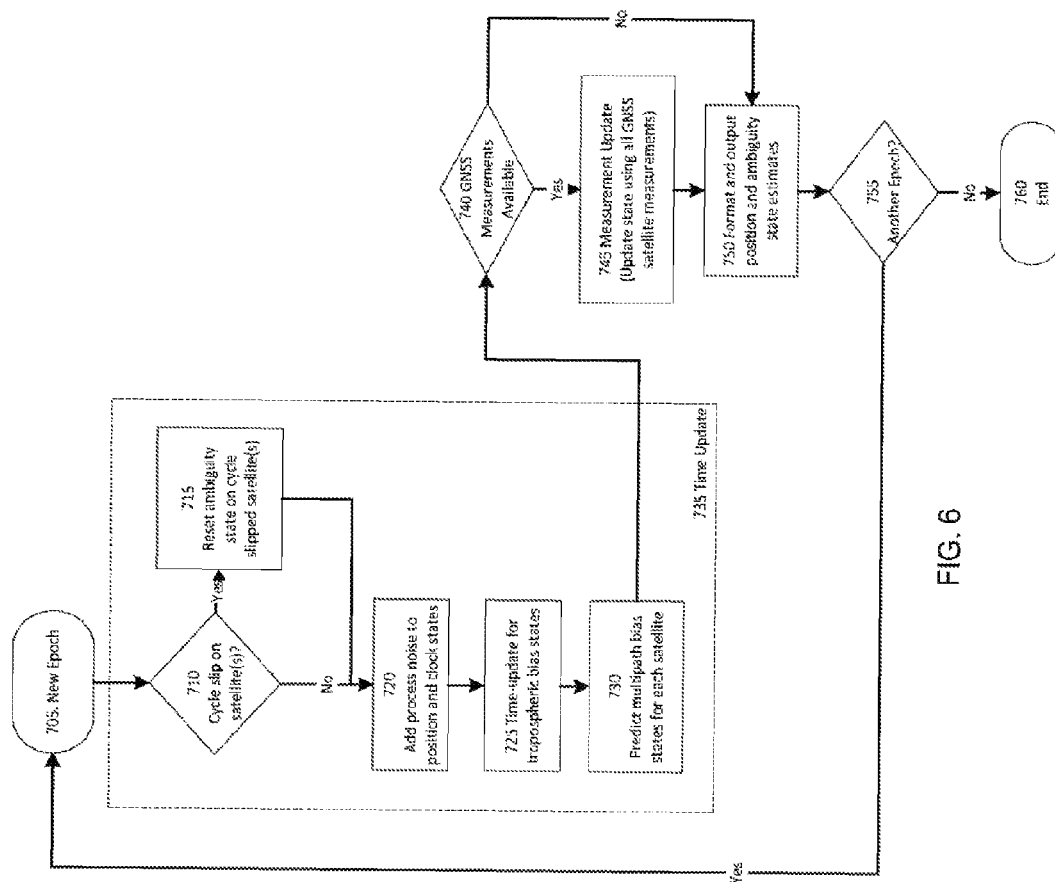 705. New Epoch
710
Cycle slip on
satellite(s)?
Yes
715
Reset ambiguity
state on cycle
slipped satellite(s)
No
720
Add process noise to
position and clock states
725 Time-update for
tropospheric bias states
730
Predict multipath bias
states for each satellite
735 Time Update
740 GNSS
Measurements
Available
No
Yes
745 Measurement Update
(Update state using all GNSS
satellite measurements)
750 Format and output
position and ambiguity
state estimates
755
Another Epoch?
Yes
No
760
End
FIG. 6